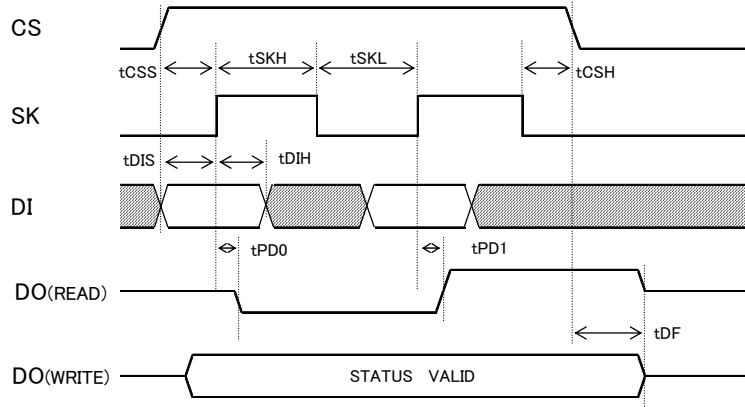 CS
tCSS
tSKH
tSKL
tCSH
SK
tDIS
tDIH
DI
tPD0
tPD1
DO(READ)
tDF
DO(WRITE)
STATUS VALID